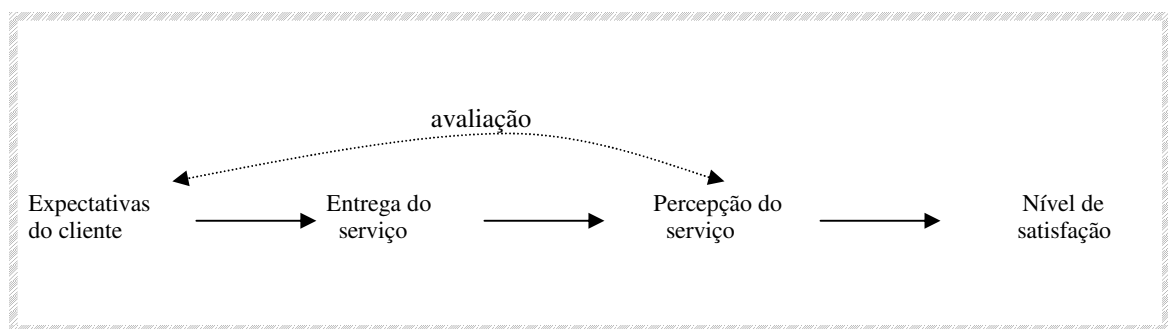 avaliação
Expectativas
do cliente
Entrega do
serviço
Percepção do
serviço
Nível de
satisfação